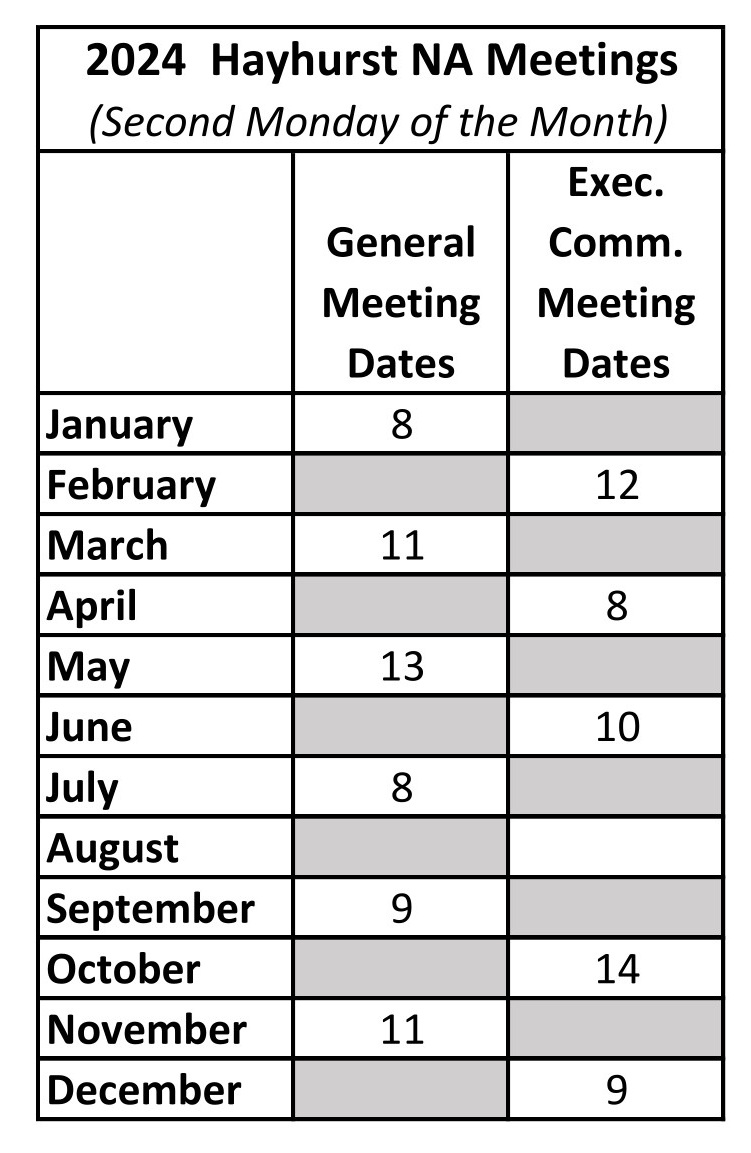 2024 Hayhurst NA Meetings
(Second Monday of the Month)
General
Meeting
Dates
Exec.
Comm.
Meeting
Dates
January 8
February 12
March 11
April 8
May 13
June 10
July 8
August
September 9
October 14
November 11
December 9